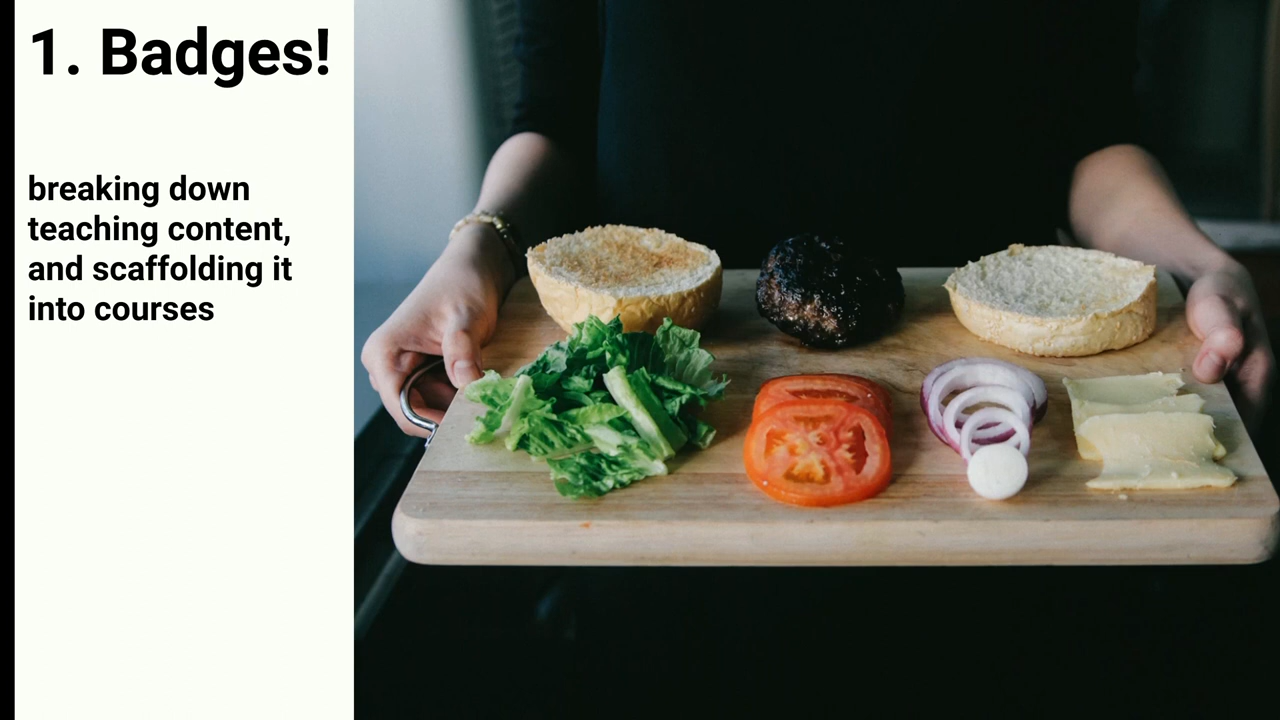 1. Badges!
breaking down
teaching content,
and scaffolding it
into courses